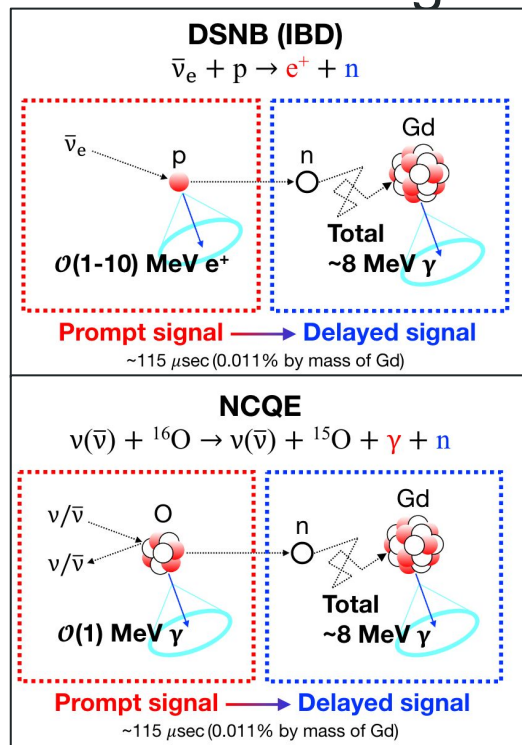 g
DSNB (IBD)
ν̄ₑ + p → e⁺ + n
ν̄ₑ
p
n
Gd
Total
𝒪(1-10) MeV e⁺
~8 MeV γ
Prompt signal → Delayed signal
~115 μsec (0.011% by mass of Gd)
NCQE
ν(ν̄) + ¹⁶O → ν(ν̄) + ¹⁵O + γ + n
ν/ν̄
ν/ν̄
O
n
Gd
Total
𝒪(1) MeV γ
~8 MeV γ
Prompt signal → Delayed signal
~115 μsec (0.011% by mass of Gd)